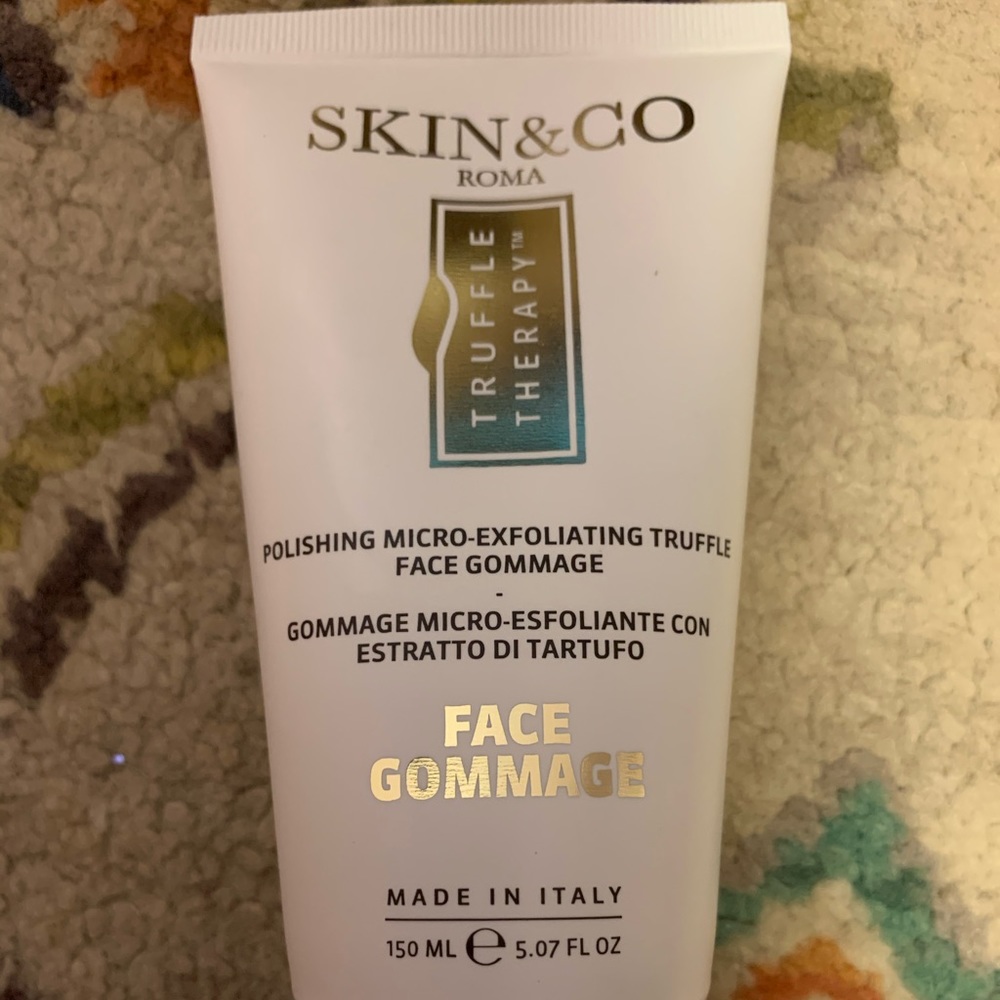 SKIN&CO
ROMA
TRUFFLE
THERAPY™
POLISHING MICRO-EXFOLIATING TRUFFLE
FACE GOMMAGE
-
GOMMAGE MICRO-ESFOLIANTE CON
ESTRATTO DI TARTUFO
FACE
GOMMAGE
MADE IN ITALY
150 ML ℮ 5.07 FL OZ